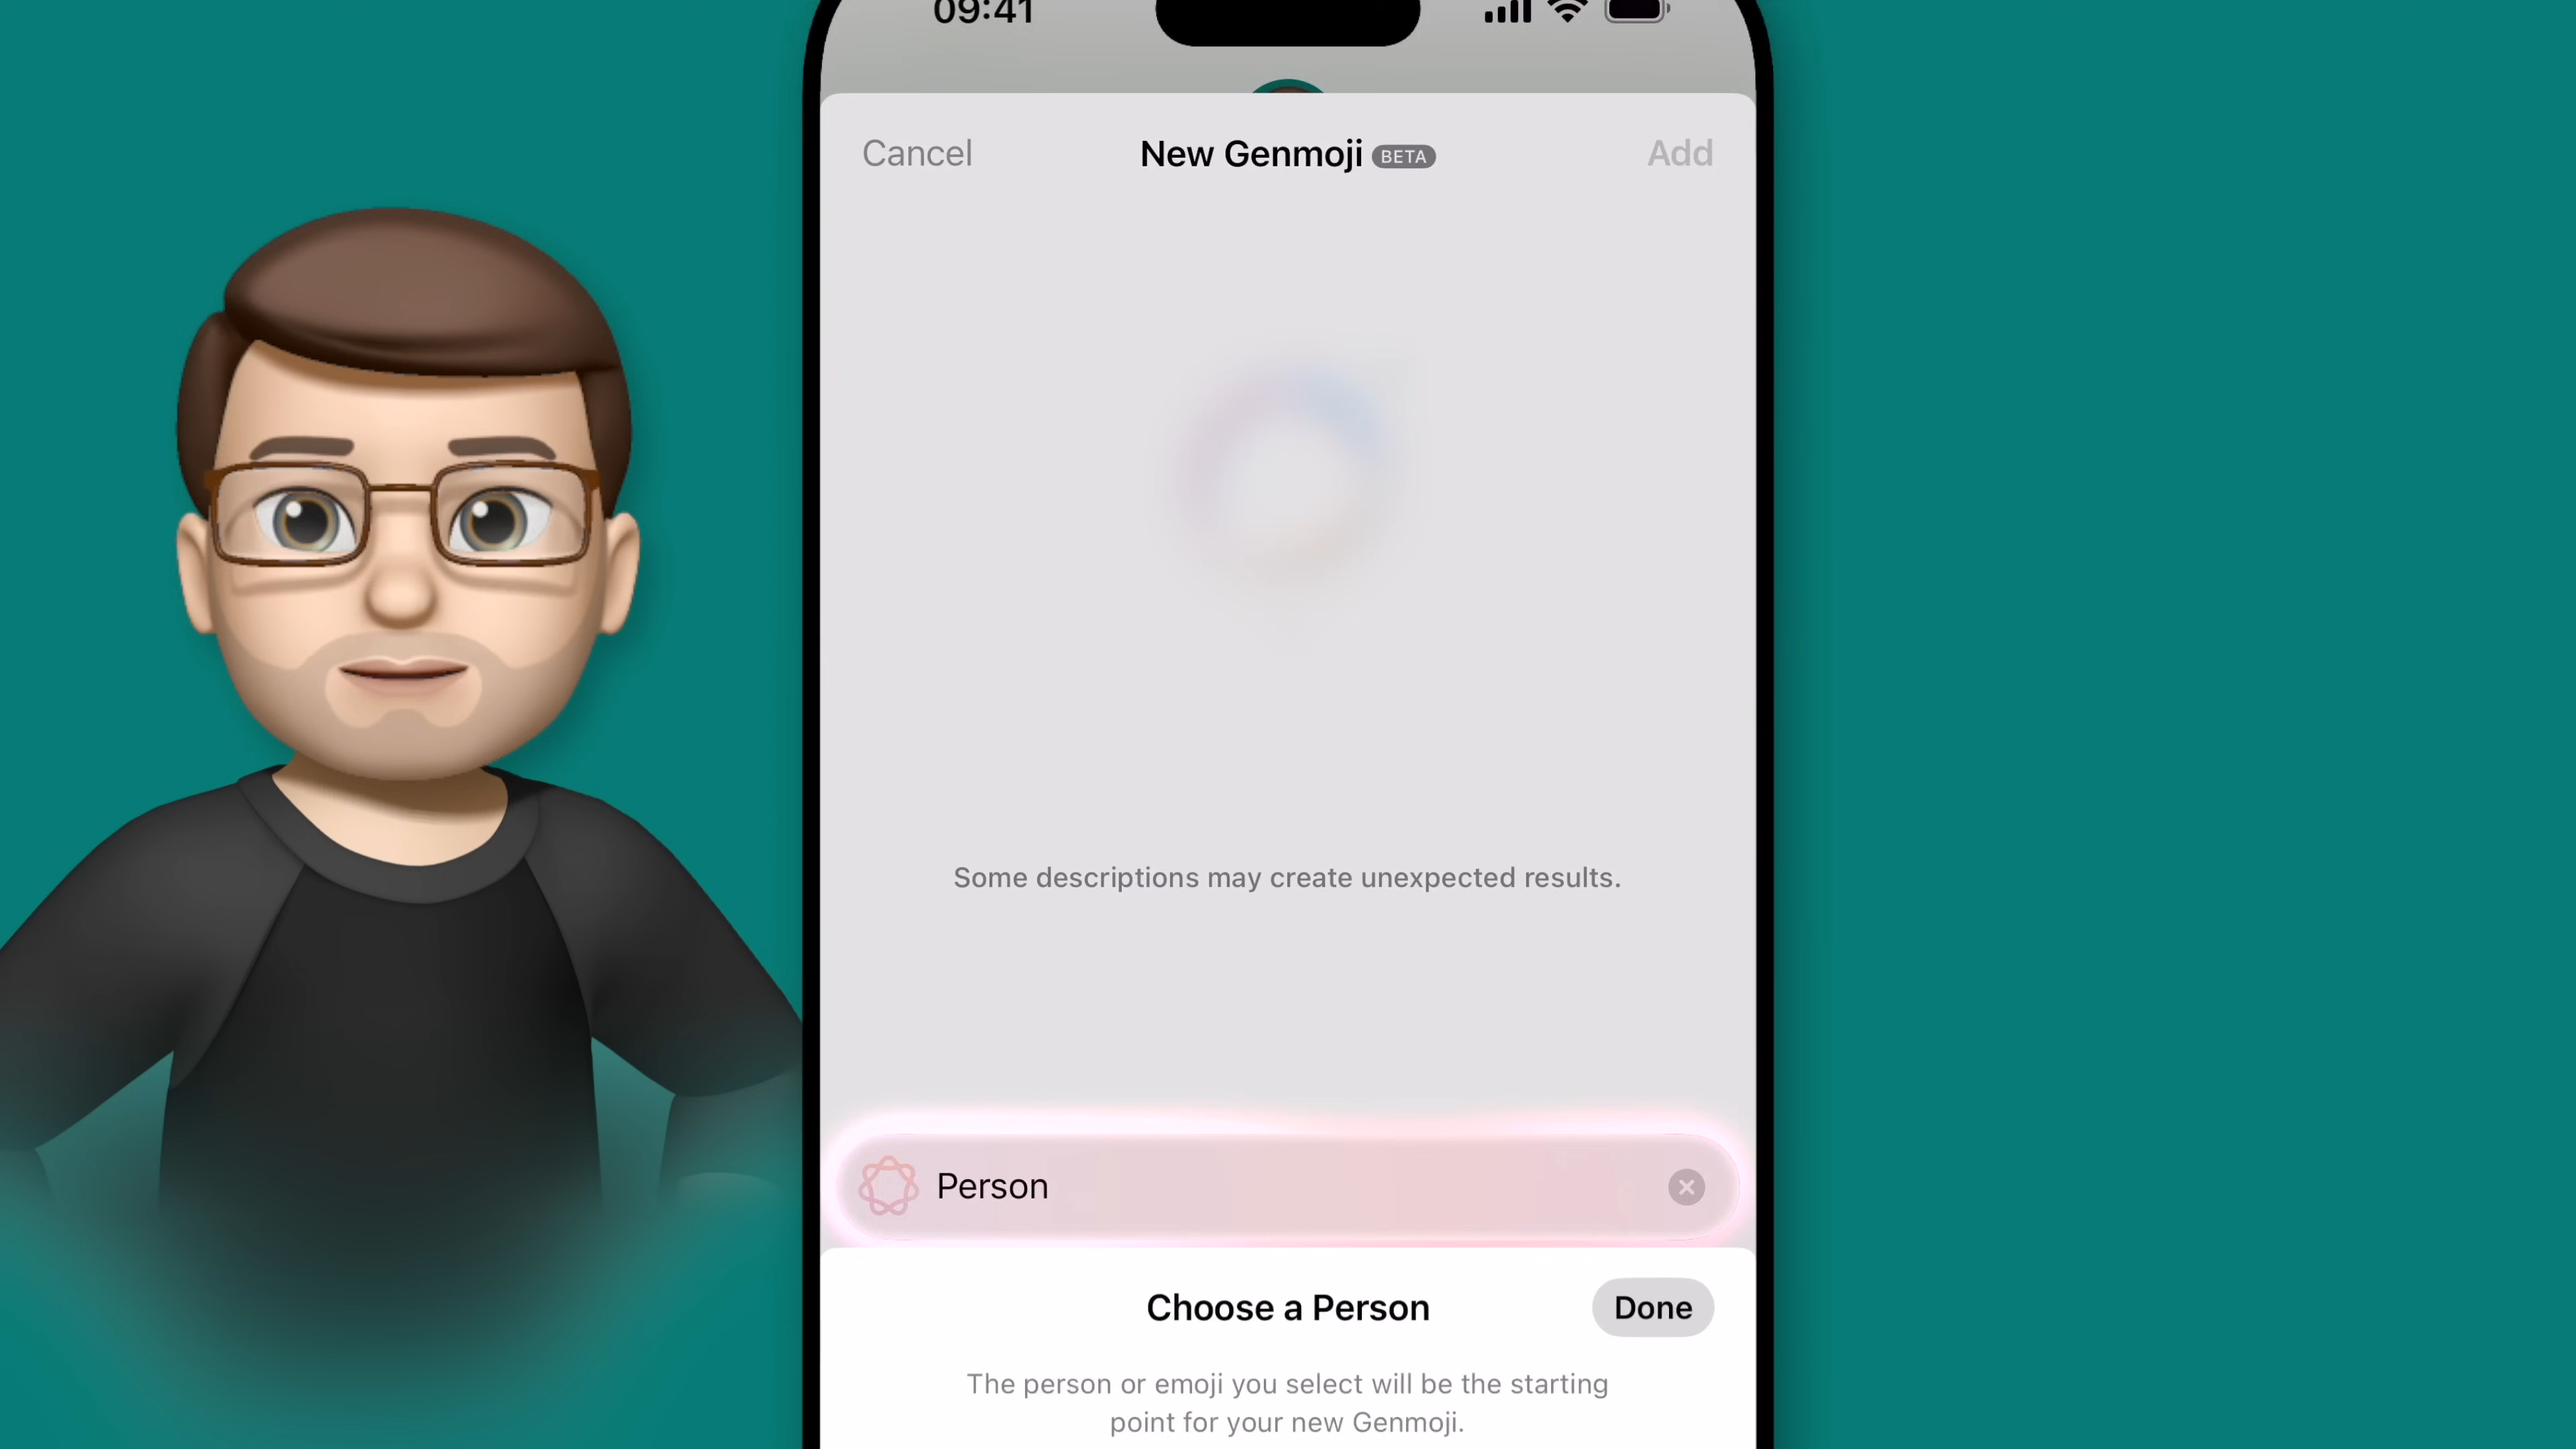 09:41
Cancel
New Genmoji BETA
Add
Some descriptions may create unexpected results.
Person
Choose a Person
Done
The person or emoji you select will be the starting
point for your new Genmoji.